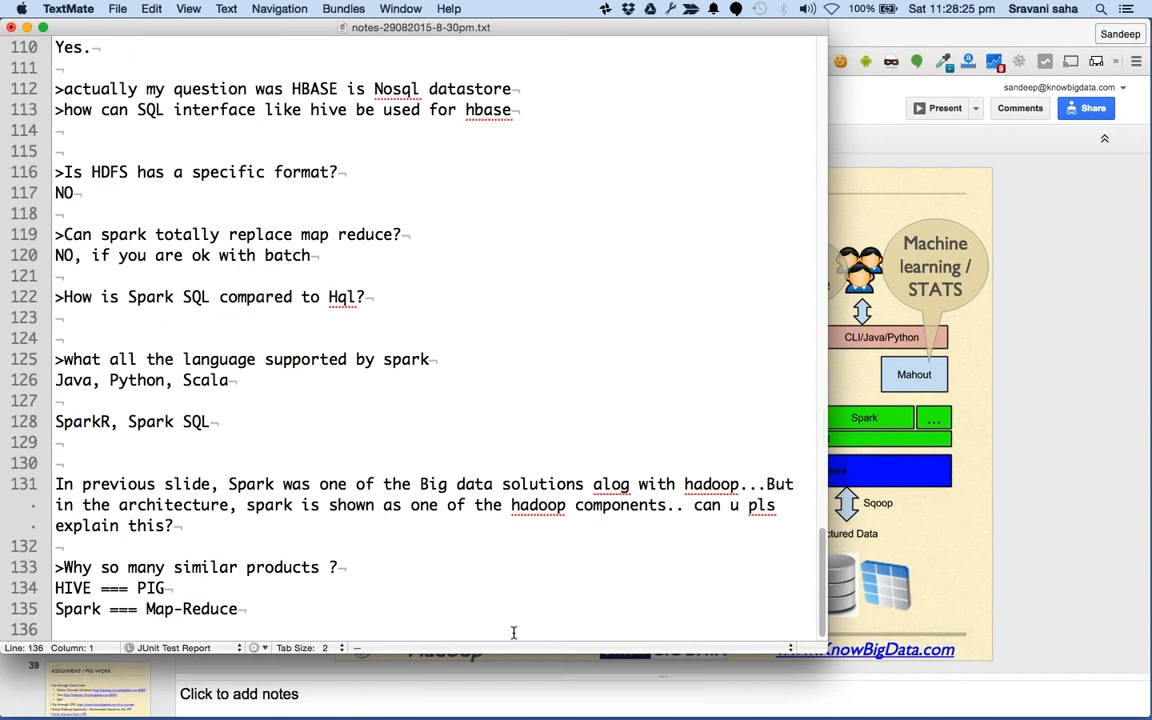 TextMate File Edit View Text Navigation Bundles Window Help 100% Sat 11:28:25 pm Sravani saha
notes-29082015-8-30pm.txt
Sandeep
sandeep@knowbigdata.com
Present Comments Share
110 Yes.
111
112 >actually my question was HBASE is Nosql datastore
113 >how can SQL interface like hive be used for hbase
114
115
116 >Is HDFS has a specific format?
117 NO
118
119 >Can spark totally replace map reduce?
120 NO, if you are ok with batch
121
122 >How is Spark SQL compared to Hql?
123
124
125 >what all the language supported by spark
126 Java, Python, Scala
127
128 SparkR, Spark SQL
129
130
131 In previous slide, Spark was one of the Big data solutions alog with hadoop...But
in the architecture, spark is shown as one of the hadoop components.. can u pls
explain this?
132
133 >Why so many similar products ?
134 HIVE === PIG
135 Spark === Map-Reduce
136
Line: 136 Column: 1 JUnit Test Report Tab Size: 2
Machine
learning /
STATS
CLI/Java/Python
Mahout
Spark ...
Sqoop
ctured Data
KnowBigData.com
39
ASSIGNMENT / PRE-WORK
Click to add notes